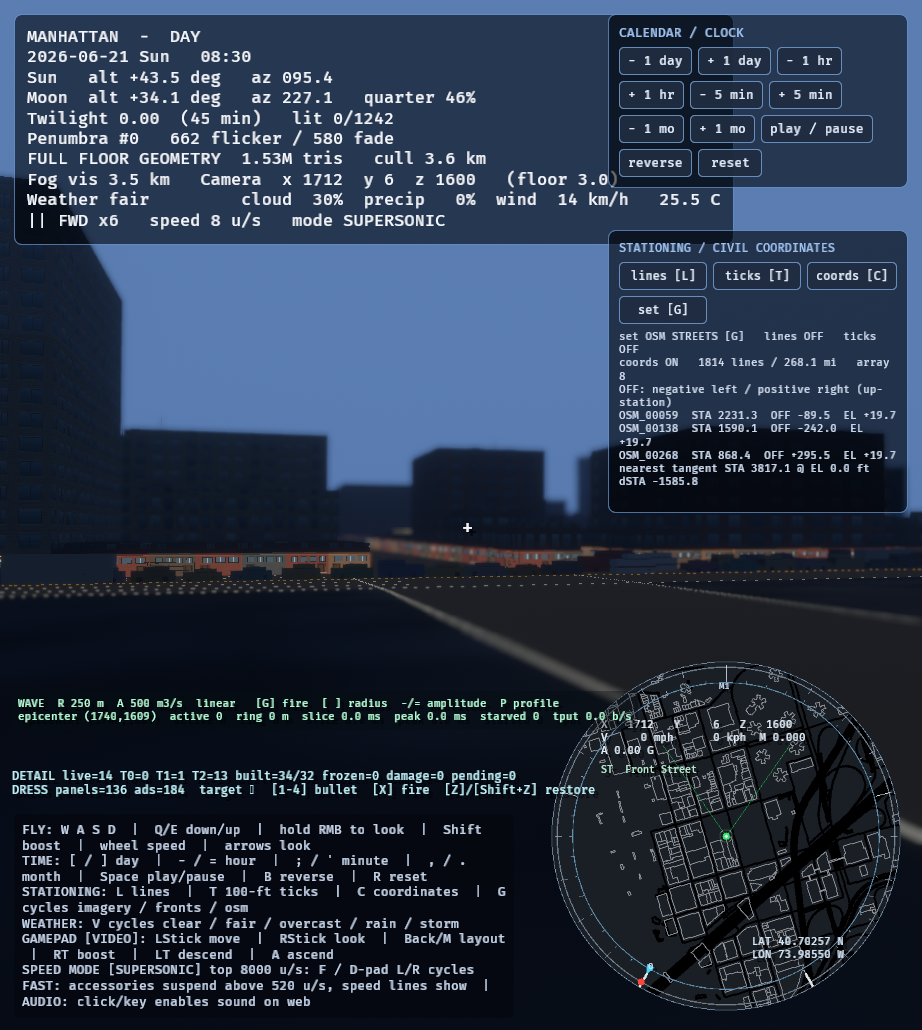 MANHATTAN  -  DAY
2026-06-21 Sun   08:30
Sun   alt +43.5 deg   az 095.4
Moon  alt +34.1 deg   az 227.1   quarter 46%
Twilight 0.00  (45 min)   lit 0/1242
Penumbra #0   662 flicker / 580 fade
FULL FLOOR GEOMETRY  1.53M tris   cull 3.6 km
Fog vis 3.5 km   Camera  x 1712  y 6  z 1600   (floor 3.0)
Weather fair        cloud  30%  precip   0%  wind  14 km/h   25.5 C
|| FWD x6   speed 8 u/s   mode SUPERSONIC
CALENDAR / CLOCK
- 1 day
+ 1 day
- 1 hr
+ 1 hr
- 5 min
+ 5 min
- 1 mo
+ 1 mo
play / pause
reverse
reset
STATIONING / CIVIL COORDINATES
lines [L]
ticks [T]
coords [C]
set [G]
set OSM STREETS [G]   lines OFF   ticks
OFF
coords ON   1814 lines / 268.1 mi   array
8
OFF: negative left / positive right (up-
station)
OSM_00059  STA 2231.3  OFF -89.5  EL +19.7
OSM_00138  STA 1590.1  OFF -242.0  EL
+19.7
OSM_00268  STA 868.4  OFF +295.5  EL +19.7
nearest tangent STA 3817.1 @ EL 0.0 ft
dSTA -1585.8
+
WAVE  R 250 m  A 500 m3/s  linear   [G] fire  [ ] radius  -/= amplitude  P profile
epicenter (1740,1609)  active 0  ring 0 m  slice 0.0 ms  peak 0.0 ms  starved 0  tput 0.0 b/s
DETAIL live=14 T0=0 T1=1 T2=13 built=34/32 frozen=0 damage=0 pending=0
DRESS panels=136 ads=184  target   [1-4] bullet  [X] fire  [Z]/[Shift+Z] restore
FLY: W A S D  |  Q/E down/up  |  hold RMB to look  |  Shift
boost  |  wheel speed  |  arrows look
TIME: [ / ] day  |  - / = hour  |  ; / ' minute  |  , / .
month  |  Space play/pause  |  B reverse  |  R reset
STATIONING: L lines  |  T 100-ft ticks  |  C coordinates  |  G
cycles imagery / fronts / osm
WEATHER: V cycles clear / fair / overcast / rain / storm
GAMEPAD [VIDEO]: LStick move  |  RStick look  |  Back/M layout
|  RT boost  |  LT descend  |  A ascend
SPEED MODE [SUPERSONIC] top 8000 u/s: F / D-pad L/R cycles
FAST: accessories suspend above 520 u/s, speed lines show  |
AUDIO: click/key enables sound on web
X   1712   Y     6   Z   1600
V     0 mph      0 kph  M 0.000
A 0.00 G
ST  Front Street
LAT 40.70257 N
LON 73.98550 W